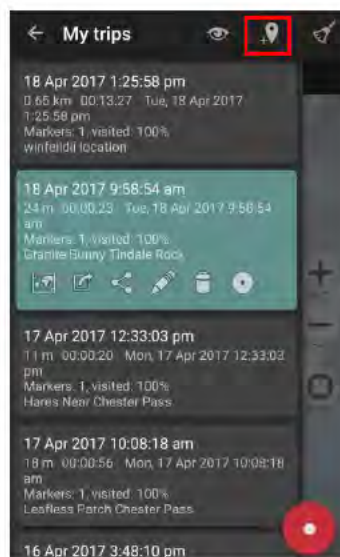 My trips
18 Apr 2017 1:25:58 pm
0.65 km 00:13:27 Tue, 18 Apr 2017
1:25:58 pm
Markers: 1, visited: 100%
winfendii location
18 Apr 2017 9:58:54 am
24 m 00:00:23 Tue, 18 Apr 2017 9:58:54
am
Markers: 1, visited: 100%
Granite Bunny Tindale Rock
17 Apr 2017 12:33:03 pm
11 m 00:00:20 Mon, 17 Apr 2017 12:33:03
pm
Markers: 1, visited: 100%
Hares Near Chester Pass
17 Apr 2017 10:08:18 am
18 m 00:00:56 Mon, 17 Apr 2017 10:08:18
am
Markers: 1, visited: 100%
Leafless Patch Chester Pass
16 Apr 2017 3:48:10 pm